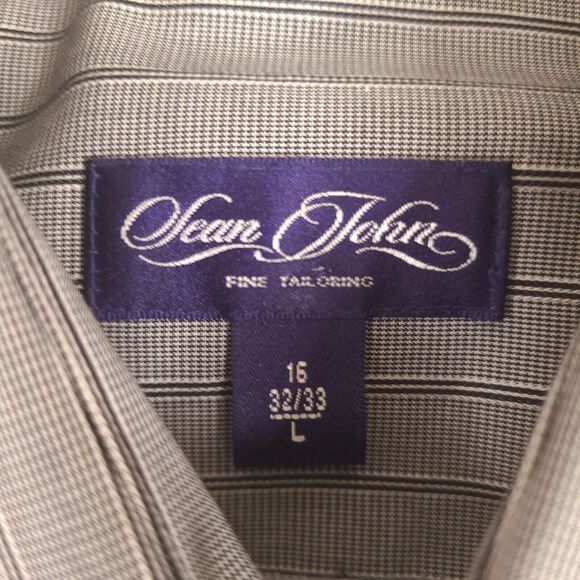 Sean John
FINE TAILORING
16
32/33
L